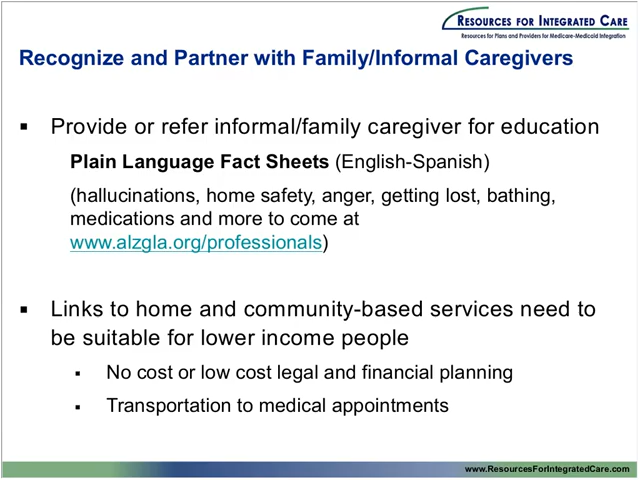 RESOURCES FOR INTEGRATED CARE
Resources for Plans and Providers for Medicare-Medicaid Integration
Recognize and Partner with Family/Informal Caregivers
▪ Provide or refer informal/family caregiver for education
Plain Language Fact Sheets (English-Spanish)
(hallucinations, home safety, anger, getting lost, bathing,
medications and more to come at
www.alzgla.org/professionals)
▪ Links to home and community-based services need to
be suitable for lower income people
▪ No cost or low cost legal and financial planning
▪ Transportation to medical appointments
www.ResourcesForIntegratedCare.com